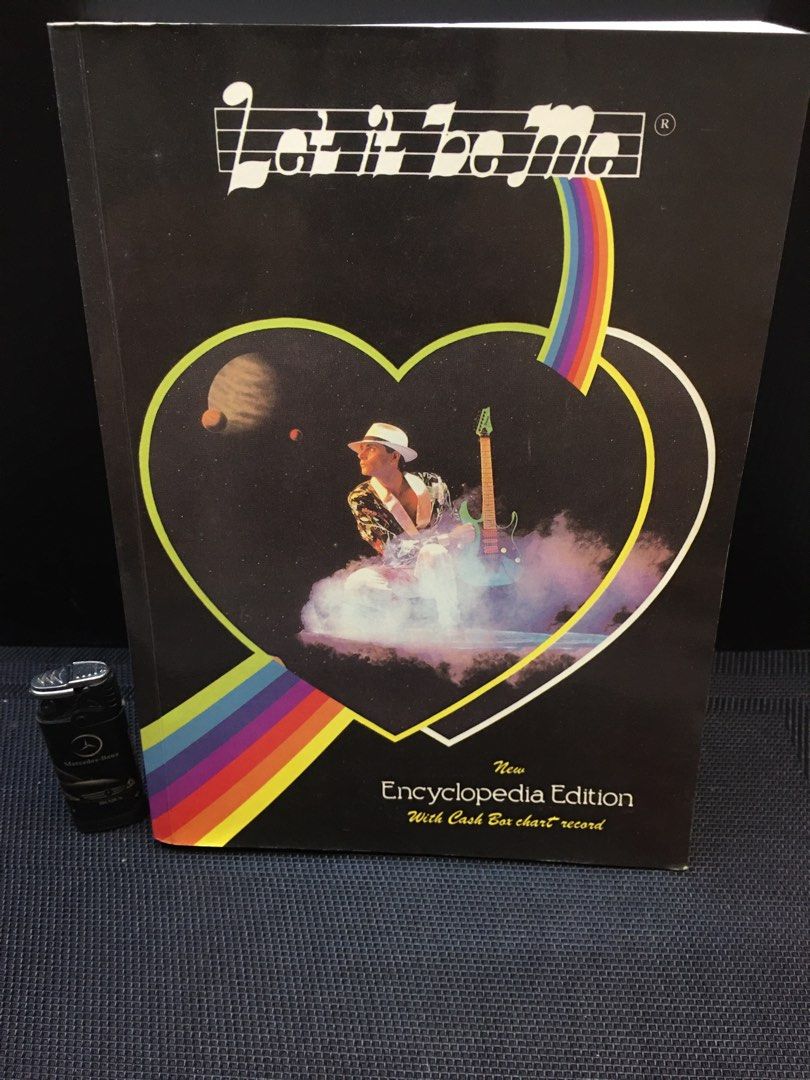 Let it be Me ®
New
Encyclopedia Edition
With Cash Box chart record
Mercedes-Benz